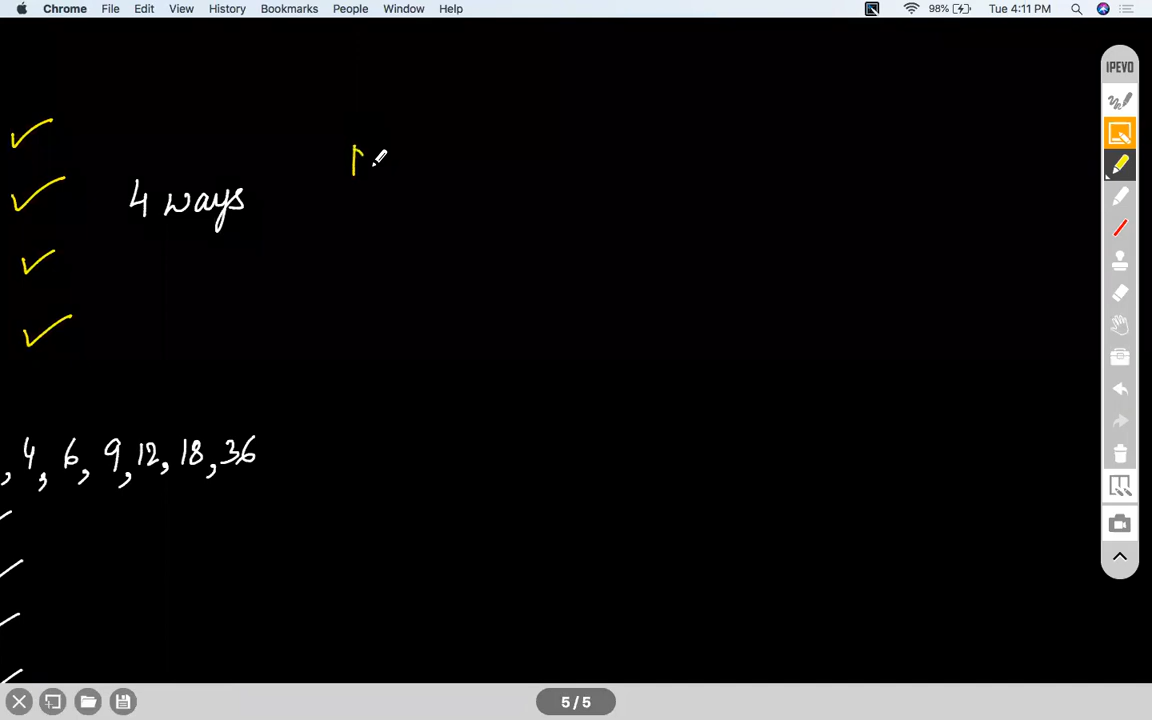 Chrome File Edit View History Bookmarks People Window Help 98% Tue 4:11 PM
IPEVO
4 ways
, 4, 6, 9, 12, 18, 36
5 / 5